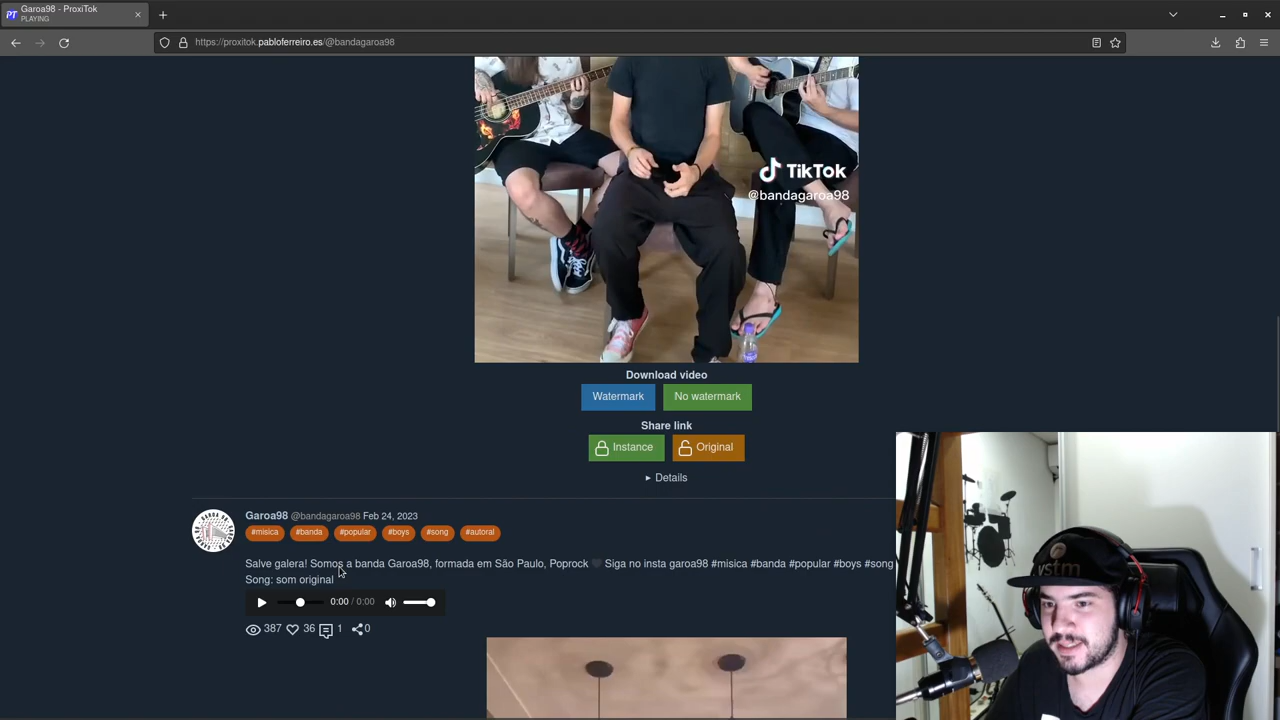 Garoa98 - ProxiTok
PLAYING
https://proxitok.pabloferreiro.es/@bandagaroa98
TikTok
@bandagaroa98
Download video
Watermark
No watermark
Share link
Instance
Original
▸ Details
Garoa98 @bandagaroa98 Feb 24, 2023
#misica #banda #popular #boys #song #autoral
Salve galera! Somos a banda Garoa98, formada em São Paulo, Poprock 🖤 Siga no insta garoa98 #misica #banda #popular #boys #song
Song: som original
0:00 / 0:00
387 36 1 0
vstm